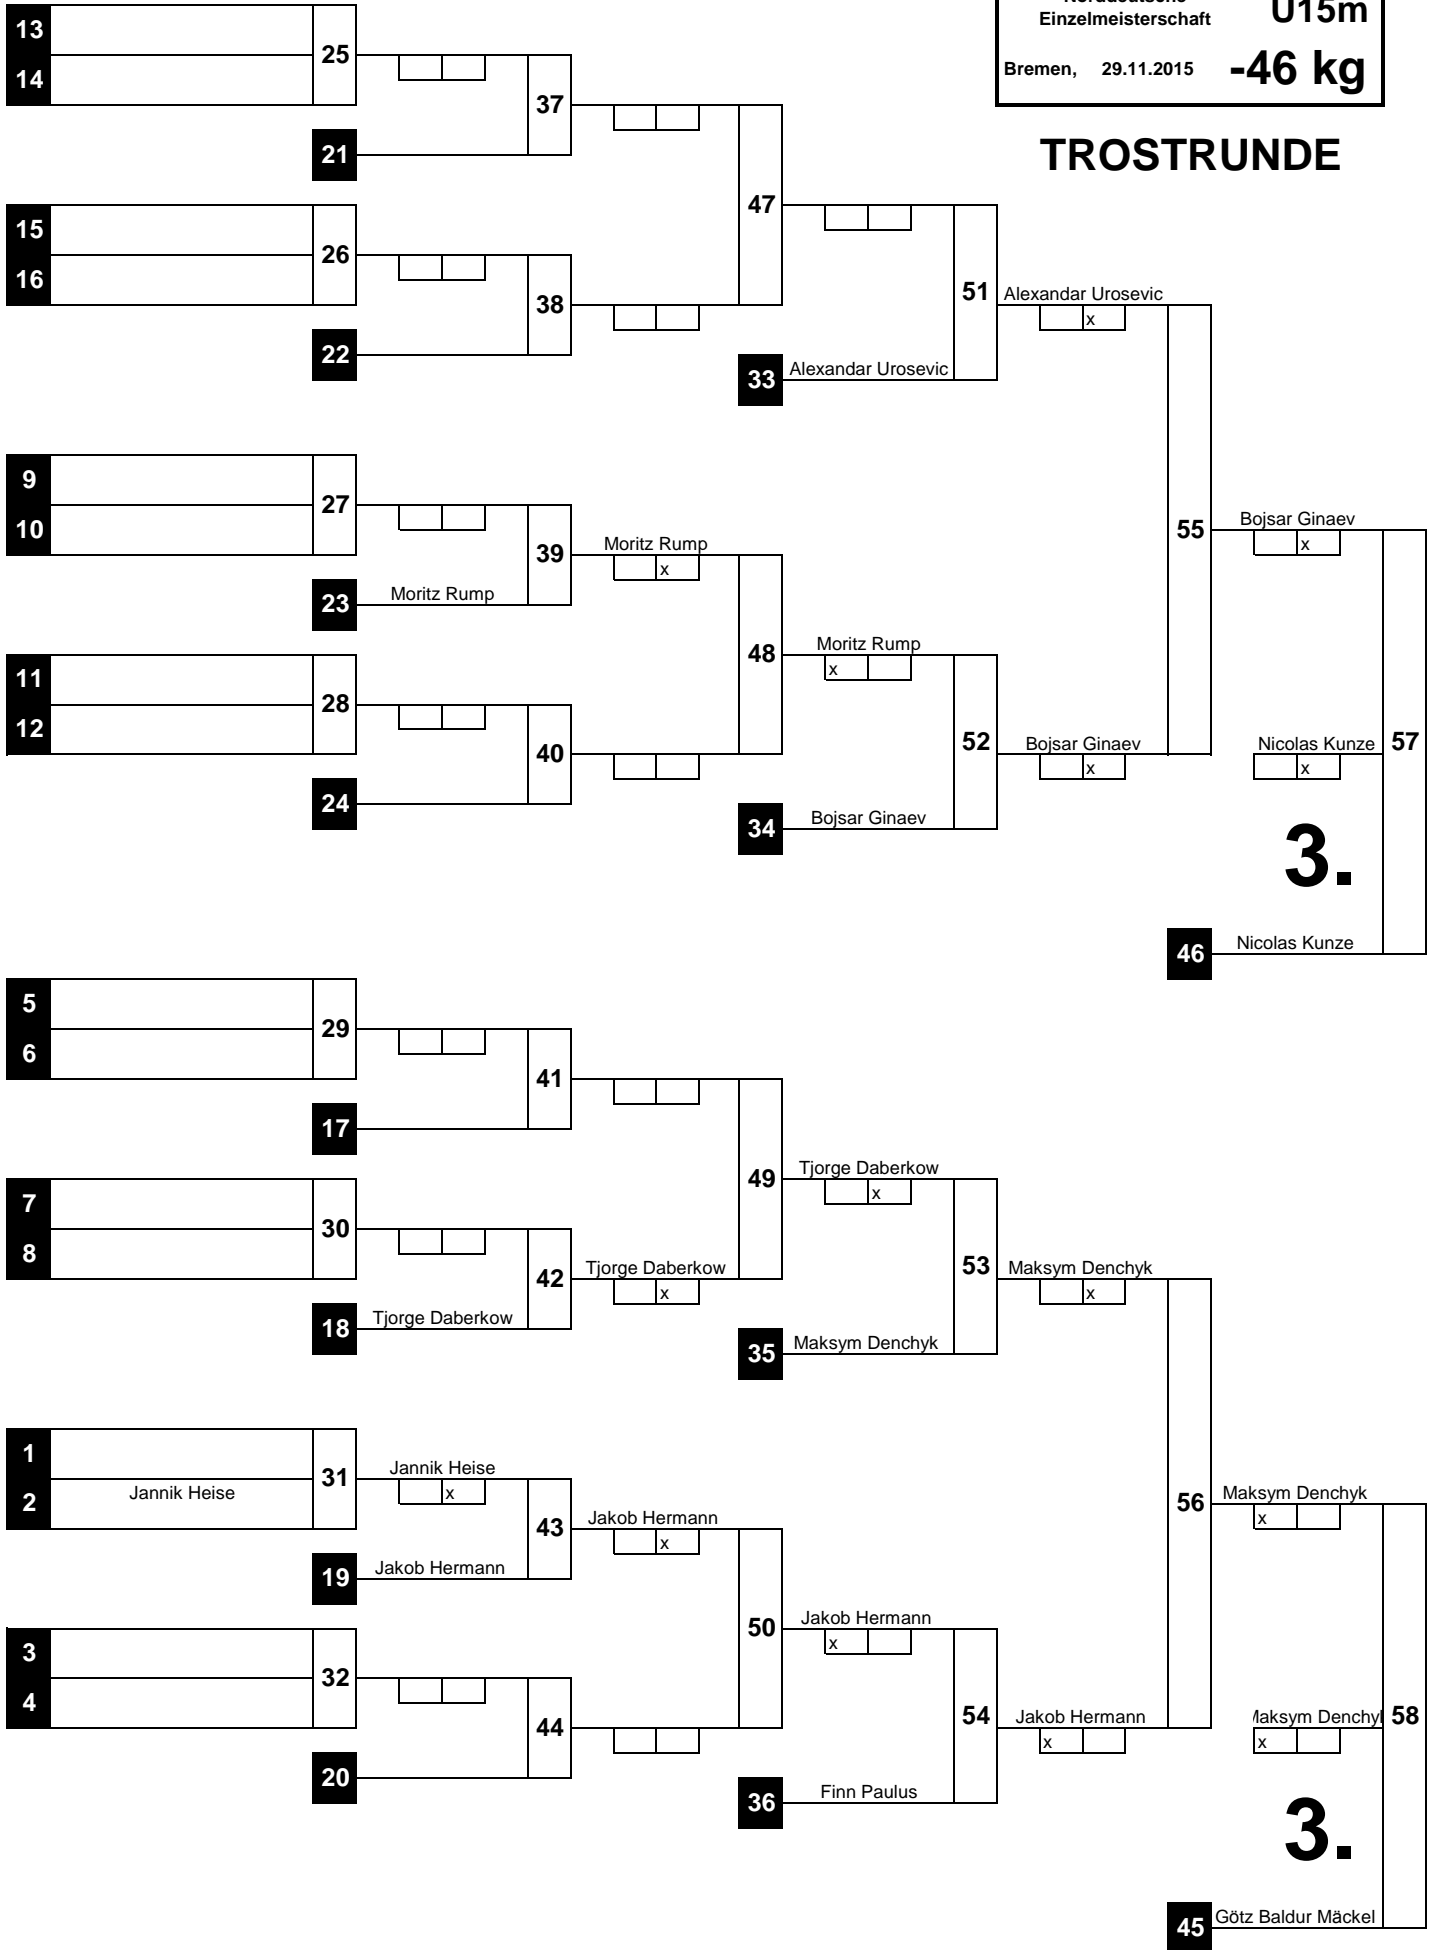 Norddeutsche
Einzelmeisterschaft
U15m
Bremen, 29.11.2015
-46 kg
TROSTRUNDE
13
14
25
37
21
15
16
26
38
22
47
33
Alexandar Urosevic
51
Alexandar Urosevic
x
9
10
27
39
23
Moritz Rump
Moritz Rump
x
11
12
28
40
24
48
Moritz Rump
x
52
34
Bojsar Ginaev
Bojsar Ginaev
x
55
Bojsar Ginaev
x
Nicolas Kunze
x
57
3.
46
Nicolas Kunze
5
6
29
41
17
7
8
30
42
18
Tjorge Daberkow
Tjorge Daberkow
x
49
Tjorge Daberkow
x
53
35
Maksym Denchyk
Maksym Denchyk
x
1
2
Jannik Heise
31
Jannik Heise
x
43
19
Jakob Hermann
Jakob Hermann
x
3
4
32
44
20
50
Jakob Hermann
x
54
36
Finn Paulus
Jakob Hermann
x
56
Maksym Denchyk
x
Maksym Denchyk
x
58
3.
45
Götz Baldur Mäckel